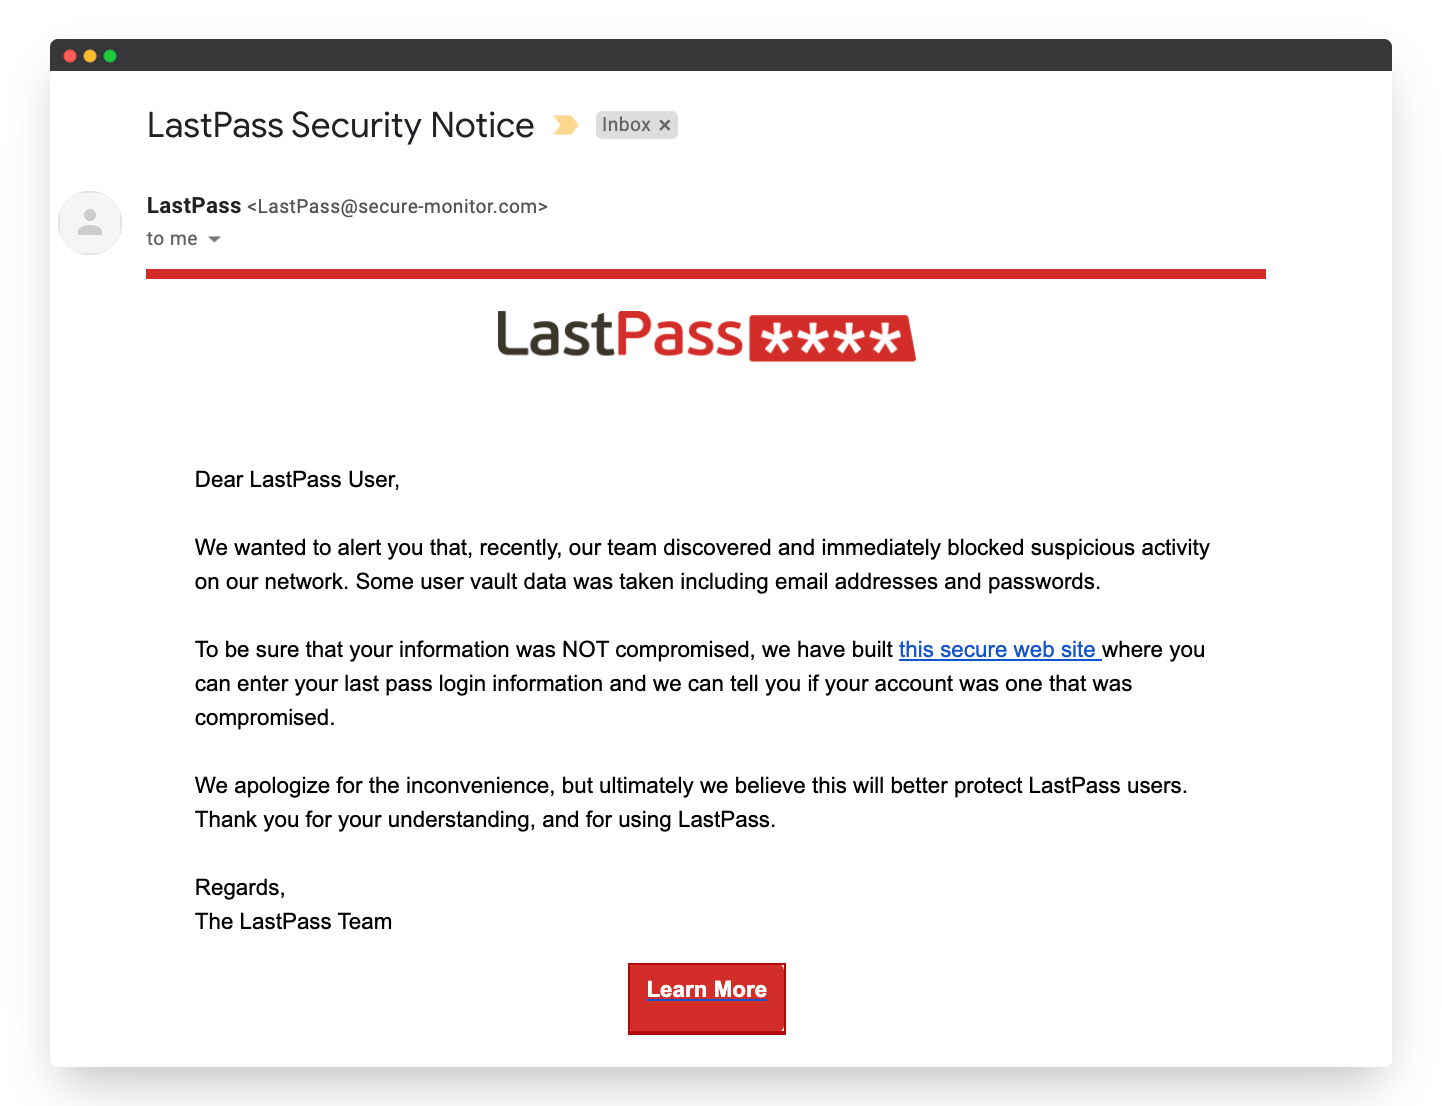 LastPass Security Notice Inbox ×
LastPass <LastPass@secure-monitor.com>
to me
LastPass ****
Dear LastPass User,
We wanted to alert you that, recently, our team discovered and immediately blocked suspicious activity
on our network. Some user vault data was taken including email addresses and passwords.
To be sure that your information was NOT compromised, we have built this secure web site where you
can enter your last pass login information and we can tell you if your account was one that was
compromised.
We apologize for the inconvenience, but ultimately we believe this will better protect LastPass users.
Thank you for your understanding, and for using LastPass.
Regards,
The LastPass Team
Learn More